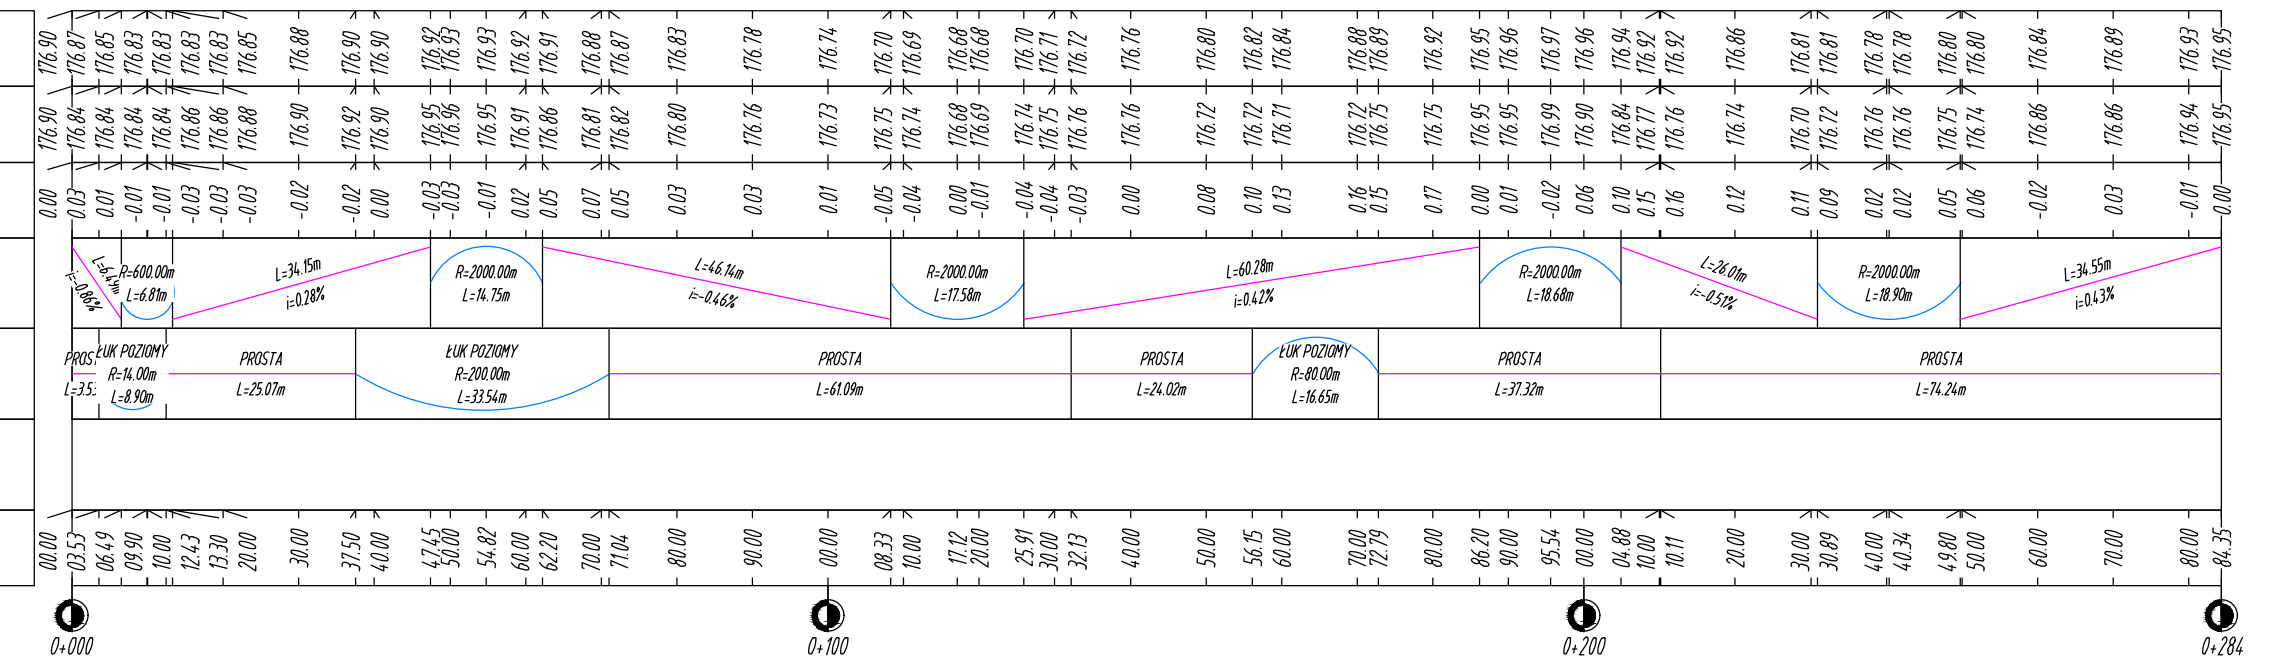 176.90 176.87 176.85 176.83 176.83 176.83 176.83 176.85 176.88 176.90 176.90 176.92 176.93 176.93 176.92 176.91 176.88 176.87 176.83 176.78 176.74 176.70 176.69 176.68 176.68 176.70 176.71 176.72 176.76 176.80 176.82 176.84 176.88 176.89 176.92 176.95 176.96 176.97 176.96 176.94 176.92 176.92 176.86 176.81 176.81 176.78 176.78 176.80 176.80 176.84 176.89 176.93 176.95
176.90 176.84 176.84 176.84 176.84 176.86 176.86 176.88 176.90 176.92 176.90 176.95 176.96 176.95 176.91 176.86 176.81 176.82 176.80 176.76 176.73 176.75 176.74 176.68 176.69 176.74 176.75 176.76 176.76 176.72 176.72 176.71 176.72 176.75 176.75 176.95 176.95 176.99 176.90 176.84 176.77 176.76 176.74 176.70 176.72 176.76 176.76 176.75 176.74 176.86 176.86 176.94 176.95
0.00 0.03 0.01 -0.01 -0.01 -0.03 -0.03 -0.03 -0.02 -0.02 0.00 -0.03 -0.03 -0.01 0.02 0.05 0.07 0.05 0.03 0.03 0.01 -0.05 -0.04 0.00 -0.01 -0.04 -0.04 -0.03 0.00 0.08 0.10 0.13 0.16 0.15 0.17 0.00 0.01 -0.02 0.06 0.10 0.15 0.16 0.12 0.11 0.09 0.02 0.02 0.05 0.06 -0.02 0.03 -0.01 0.00
L=6.49m R=600.00m L=34.15m R=2000.00m L=46.14m R=2000.00m L=60.28m R=2000.00m L=26.01m R=2000.00m L=34.55m
i=-0.86% L=6.81m i=0.28% L=14.75m i=-0.46% L=17.58m i=0.42% L=18.68m i=-0.51% L=18.90m i=0.43%
PROST ŁUK POZIOMY PROSTA ŁUK POZIOMY PROSTA PROSTA ŁUK POZIOMY PROSTA PROSTA
R=14.00m R=200.00m R=80.00m
L=3.53 L=8.90m L=25.07m L=33.54m L=61.09m L=24.02m L=16.65m L=37.32m L=74.24m
00.00 03.53 06.49 09.90 10.00 12.43 13.30 20.00 30.00 37.50 40.00 47.45 50.00 54.82 60.00 62.20 70.00 71.04 80.00 90.00 00.00 08.33 10.00 17.12 20.00 25.91 30.00 32.13 40.00 50.00 56.15 60.00 70.00 72.79 80.00 86.20 90.00 95.54 00.00 04.88 10.00 10.11 20.00 30.00 30.89 40.00 40.34 49.80 50.00 60.00 70.00 80.00 84.35
0+000 0+100 0+200 0+284